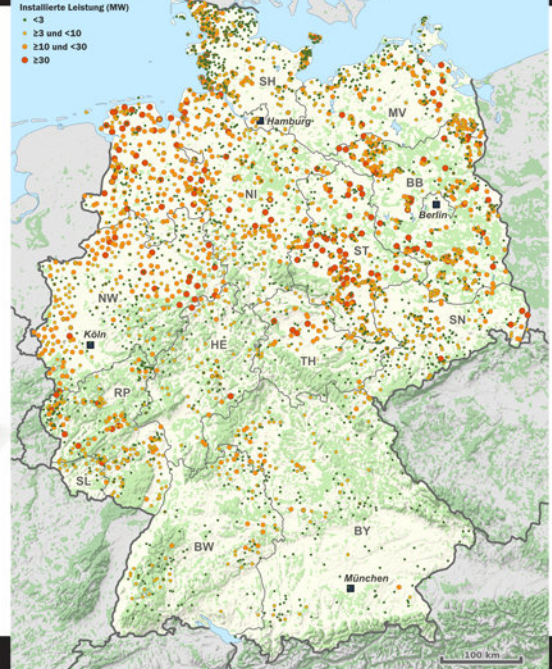 Installierte Leistung (MW)
<3
≥3 und <10
≥10 und <30
≥30
SH
Hamburg
MV
BB
NI
Berlin
ST
NW
SN
Köln
HE
TH
RP
SL
BY
BW
München
100 km